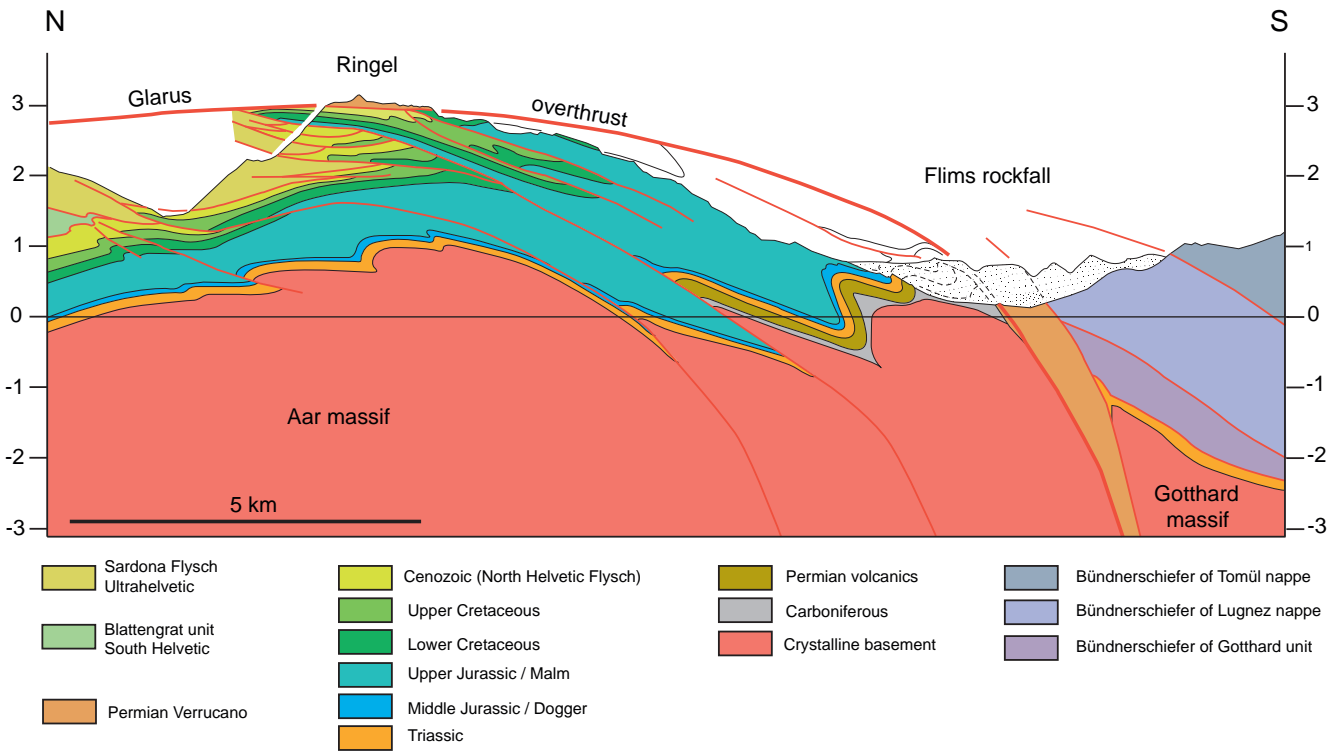 N
S
Ringel
Glarus
overthrust
Flims rockfall
3
2
1
0
-1
-2
-3
3
2
1
0
-1
-2
-3
Aar massif
Gotthard
massif
5 km
Sardona Flysch
Ultrahelvetic
Blattengrat unit
South Helvetic
Permian Verrucano
Cenozoic (North Helvetic Flysch)
Upper Cretaceous
Lower Cretaceous
Upper Jurassic / Malm
Middle Jurassic / Dogger
Triassic
Permian volcanics
Carboniferous
Crystalline basement
Bündnerschiefer of Tomül nappe
Bündnerschiefer of Lugnez nappe
Bündnerschiefer of Gotthard unit